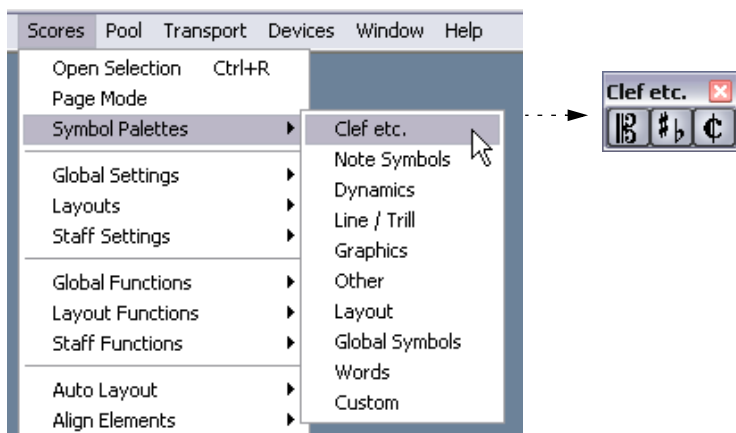 Scores Pool Transport Devices Window Help
Open Selection Ctrl+R
Page Mode
Symbol Palettes
Global Settings
Layouts
Staff Settings
Global Functions
Layout Functions
Staff Functions
Auto Layout
Align Elements
Clef etc.
Note Symbols
Dynamics
Line / Trill
Graphics
Other
Layout
Global Symbols
Words
Custom
Clef etc.